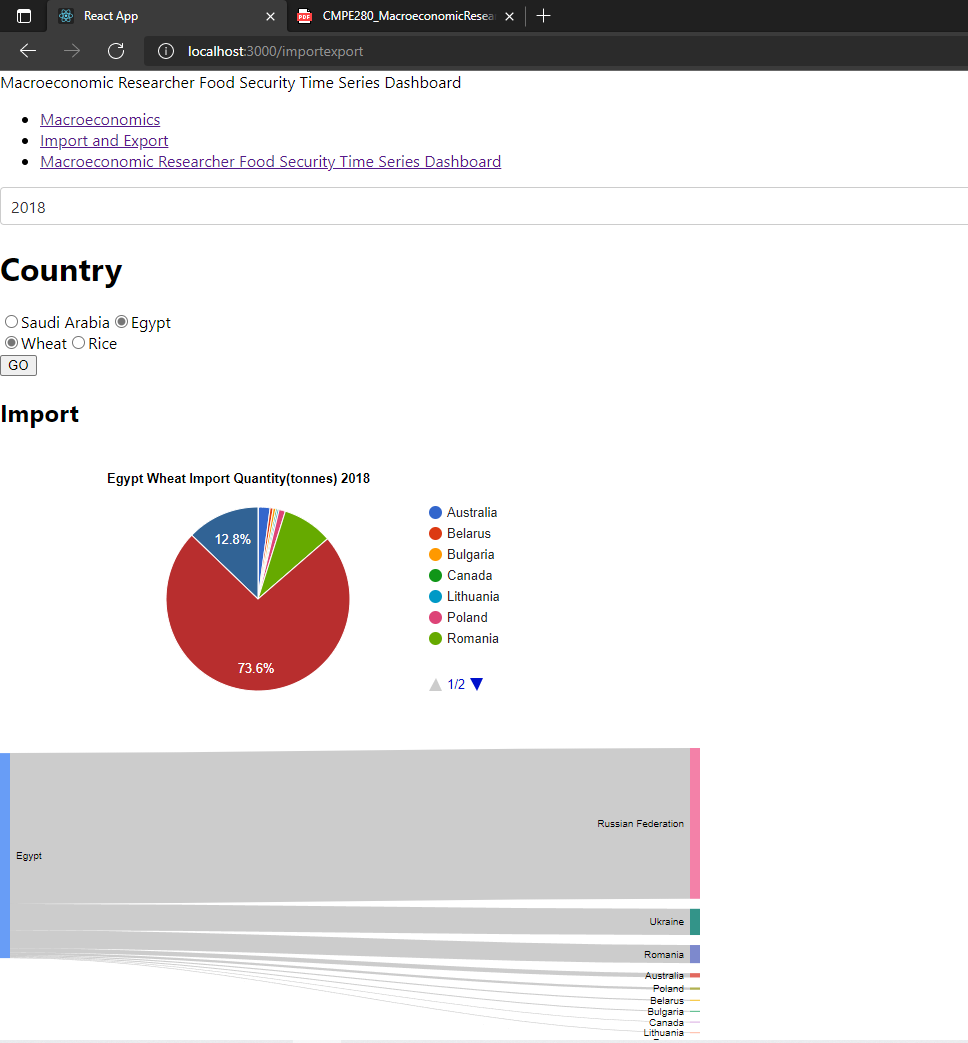 React App
CMPE280_MacroeconomicResea
localhost:3000/importexport
Macroeconomic Researcher Food Security Time Series Dashboard
Macroeconomics
Import and Export
Macroeconomic Researcher Food Security Time Series Dashboard
2018
Country
Saudi Arabia Egypt
Wheat Rice
GO
Import
Egypt Wheat Import Quantity(tonnes) 2018
12.8%
73.6%
Australia
Belarus
Bulgaria
Canada
Lithuania
Poland
Romania
1/2
Egypt
Russian Federation
Ukraine
Romania
Australia
Poland
Belarus
Bulgaria
Canada
Lithuania